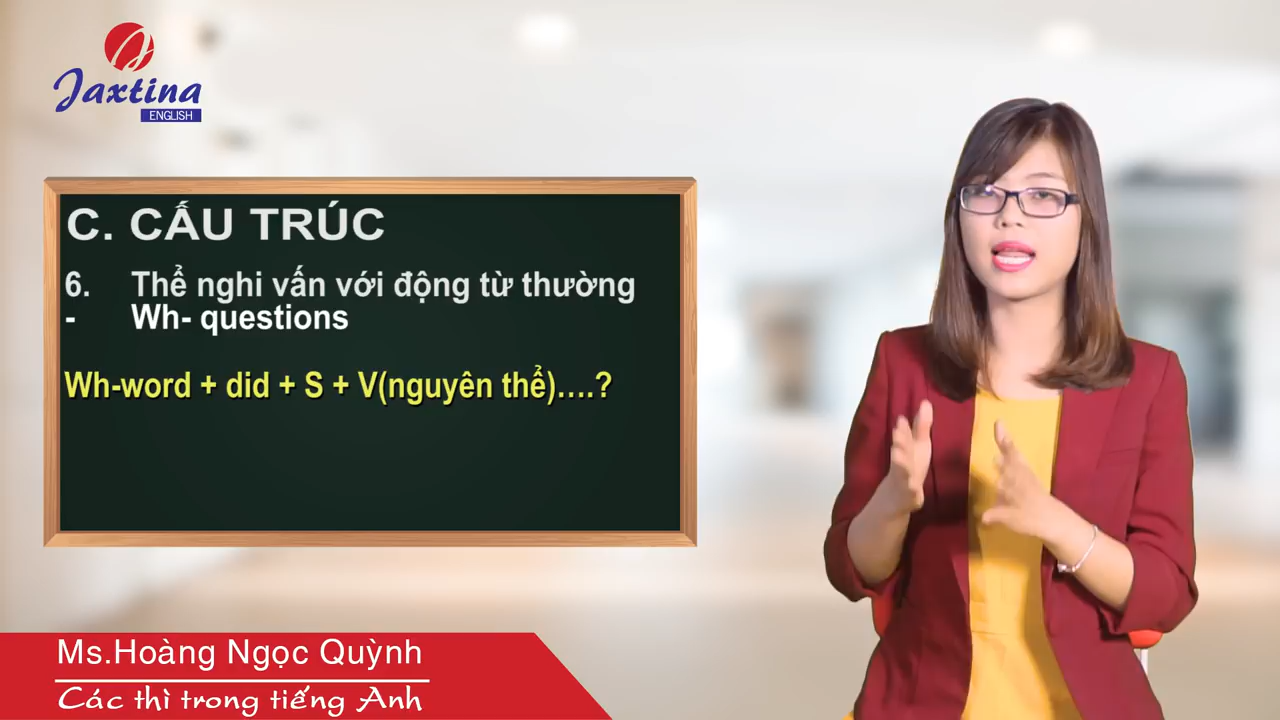 Jaxtina
ENGLISH
C. CẤU TRÚC
6. Thể nghi vấn với động từ thường
- Wh- questions
Wh-word + did + S + V(nguyên thể)....?
Ms.Hoàng Ngọc Quỳnh
Các thì trong tiếng Anh